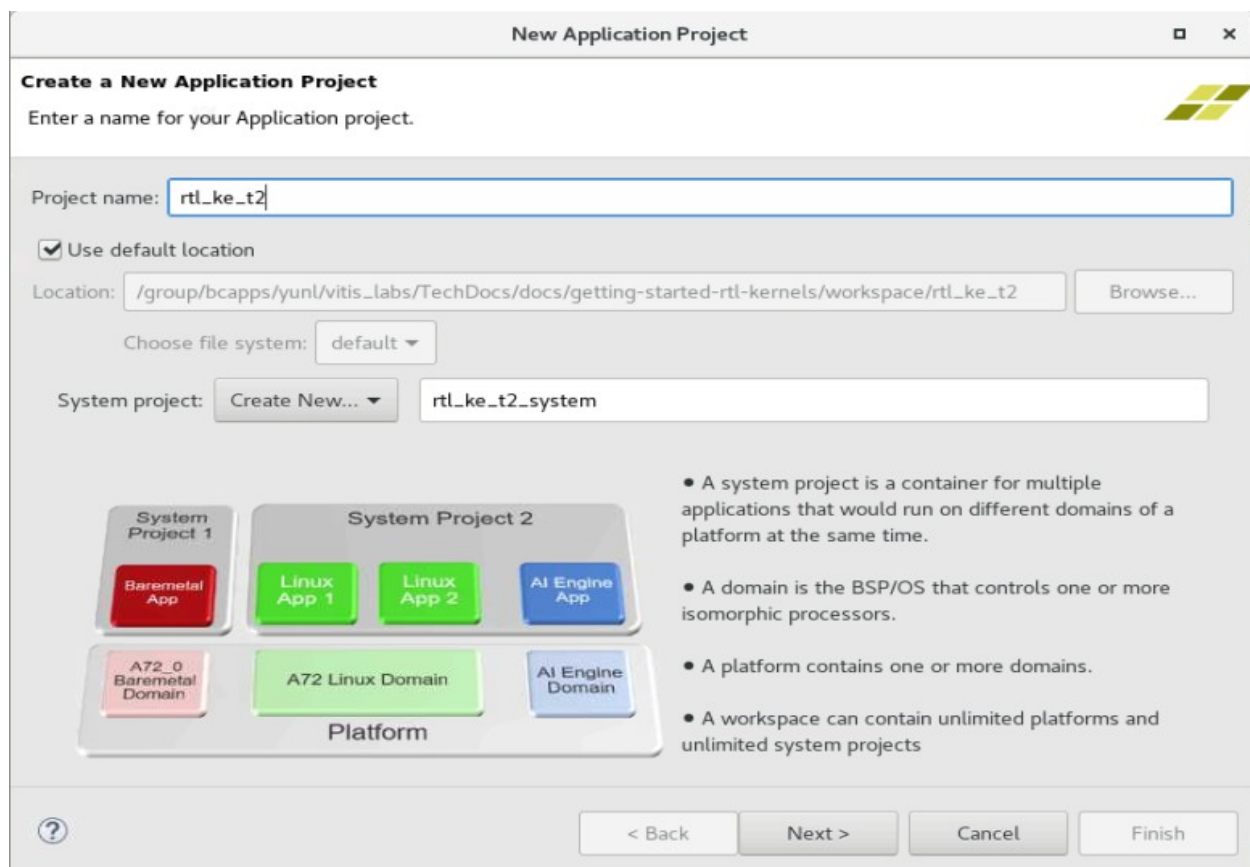 New Application Project
Create a New Application Project
Enter a name for your Application project.
Project name: rtl_ke_t2
Use default location
Location: /group/bcapps/yunl/vitis_labs/TechDocs/docs/getting-started-rtl-kernels/workspace/rtl_ke_t2 Browse...
Choose file system: default
System project: Create New... rtl_ke_t2_system
System
Project 1
System Project 2
Baremetal
App
Linux
App 1
Linux
App 2
AI Engine
App
A72_0
Baremetal
Domain
A72 Linux Domain
AI Engine
Domain
Platform
• A system project is a container for multiple
applications that would run on different domains of a
platform at the same time.
• A domain is the BSP/OS that controls one or more
isomorphic processors.
• A platform contains one or more domains.
• A workspace can contain unlimited platforms and
unlimited system projects
? < Back Next > Cancel Finish